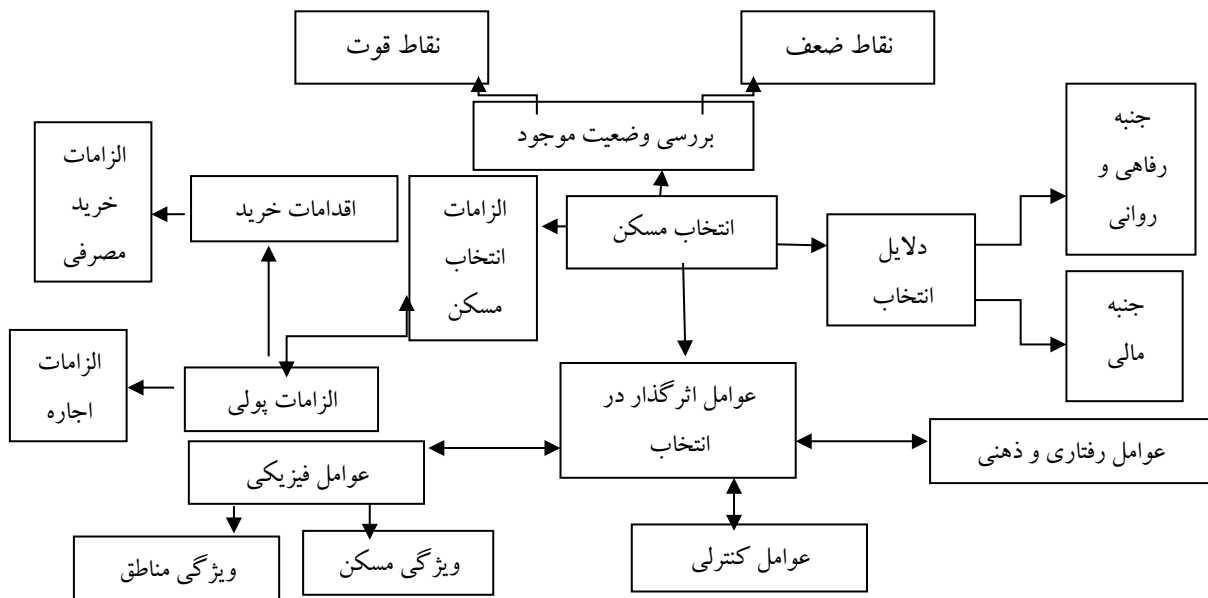 نقاط ضعف
نقاط قوت
جنبه
رفاهی و
روانی
بررسی وضعیت موجود
الزامات
خرید
مصرفی
اقدامات خرید
الزامات
انتخاب
مسکن
انتخاب مسکن
دلایل
انتخاب
جنبه
مالی
الزامات
اجاره
الزامات پولی
عوامل اثرگذار در
انتخاب
عوامل رفتاری و ذهنی
عوامل فیزیکی
عوامل کنترلی
ویژگی مسکن
ویژگی مناطق